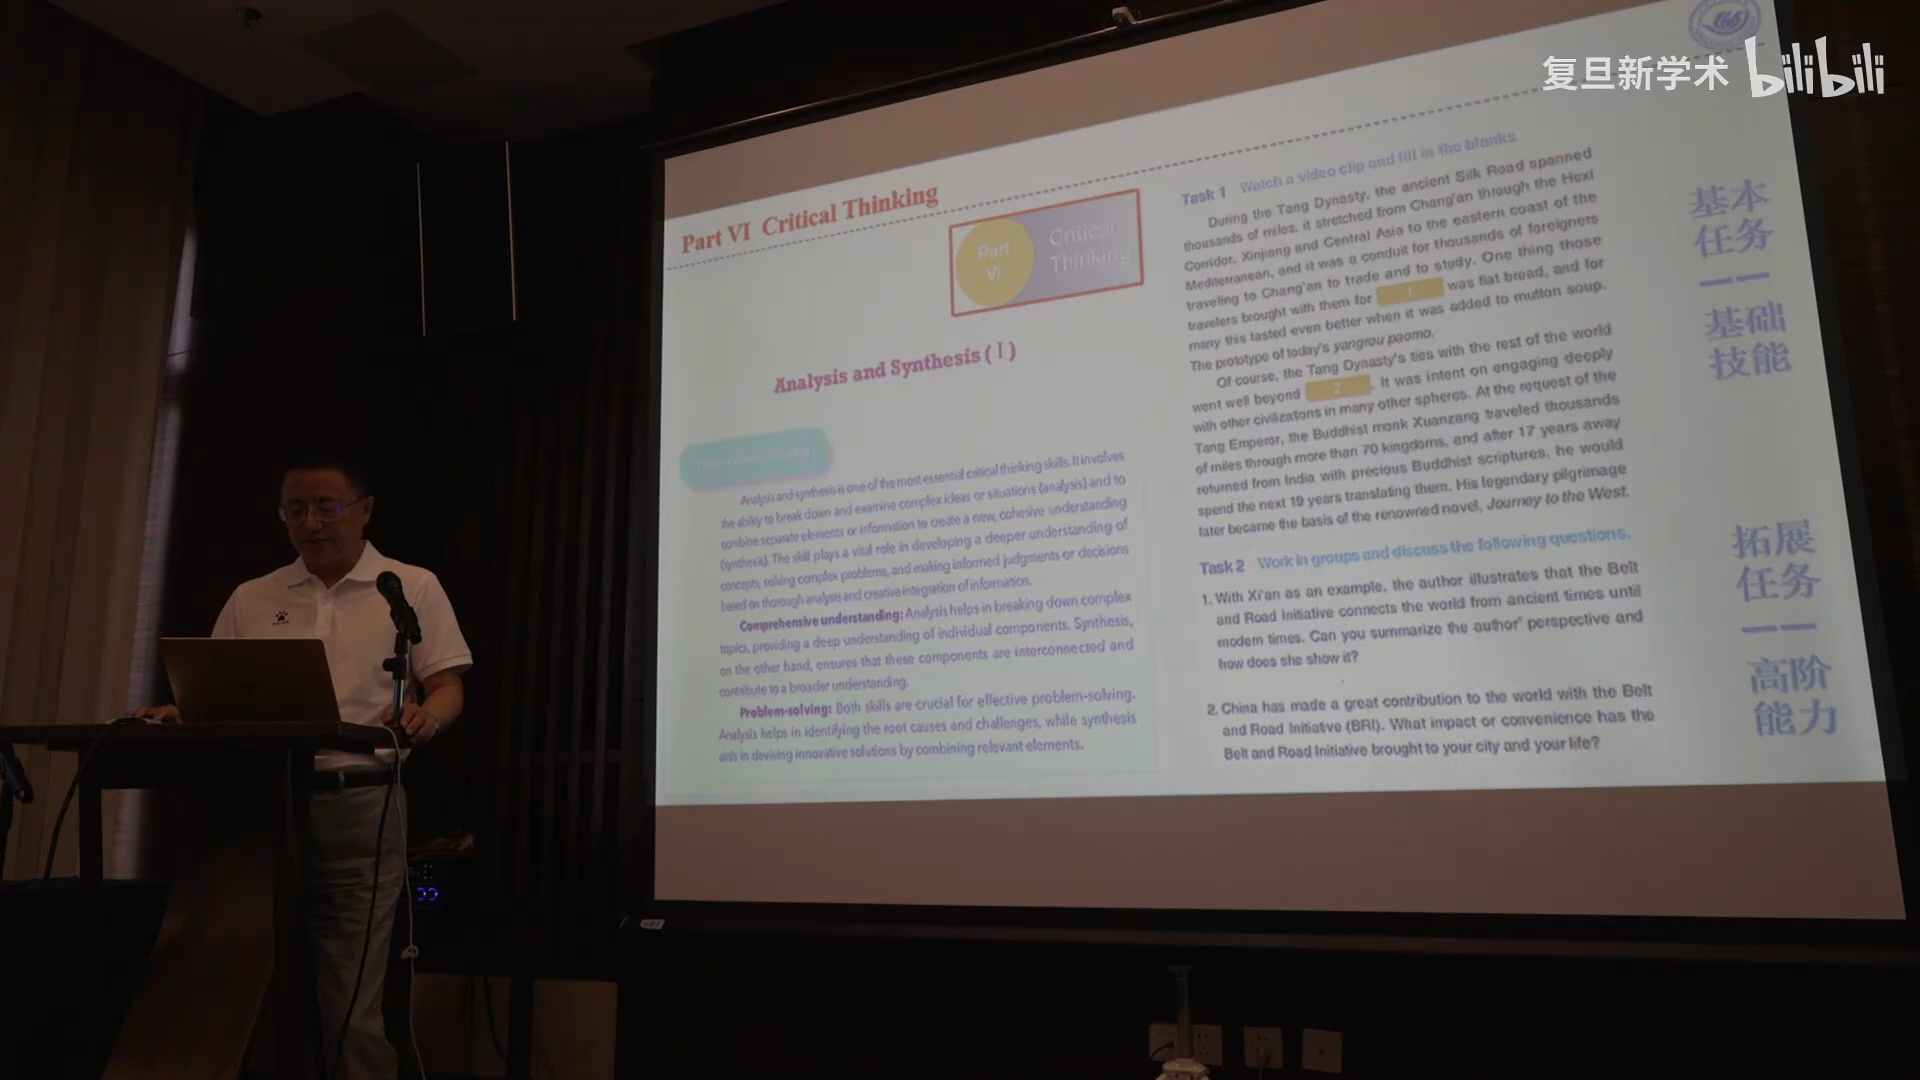 复旦新学术 bilibili
Part VI Critical Thinking
Part
VI
Critical
Thinking
Analysis and Synthesis (Ⅰ)
Analysis and synthesis is one of the most essential critical thinking skills. It involves
the ability to break down and examine complex ideas or situations (analysis) and to
combine separate elements or information to create a new, cohesive understanding
(synthesis). The skill plays a vital role in developing a deeper understanding of
concepts, solving complex problems, and making informed judgments or decisions
based on thorough analysis and creative integration of information.
Comprehensive understanding: Analysis helps in breaking down complex
topics, providing a deep understanding of individual components. Synthesis,
on the other hand, ensures that these components are interconnected and
contribute to a broader understanding.
Problem-solving: Both skills are crucial for effective problem-solving.
Analysis helps in identifying the root causes and challenges, while synthesis
aids in devising innovative solutions by combining relevant elements.
Task 1 Watch a video clip and fill in the blanks
During the Tang Dynasty, the ancient Silk Road spanned
thousands of miles, it stretched from Chang'an through the Hexi
Corridor, Xinjiang and Central Asia to the eastern coast of the
Mediterranean, and it was a conduit for thousands of foreigners
traveling to Chang'an to trade and to study. One thing those
travelers brought with them for 1 was flat bread, and for
many this tasted even better when it was added to mutton soup.
The prototype of today's yangrou paomo.
Of course, the Tang Dynasty's ties with the rest of the world
went well beyond 2 . It was intent on engaging deeply
with other civilizations in many other spheres. At the request of the
Tang Emperor, the Buddhist monk Xuanzang traveled thousands
of miles through more than 70 kingdoms, and after 17 years away
returned from India with precious Buddhist scriptures, he would
spend the next 19 years translating them. His legendary pilgrimage
later became the basis of the renowned novel, Journey to the West.
Task 2 Work in groups and discuss the following questions.
1. With Xi'an as an example, the author illustrates that the Belt
and Road Initiative connects the world from ancient times until
modern times. Can you summarize the author' perspective and
how does she show it?
2. China has made a great contribution to the world with the Belt
and Road Initiative (BRI). What impact or convenience has the
Belt and Road Initiative brought to your city and your life?
基本
任务
——
基础
技能
拓展
任务
——
高阶
能力